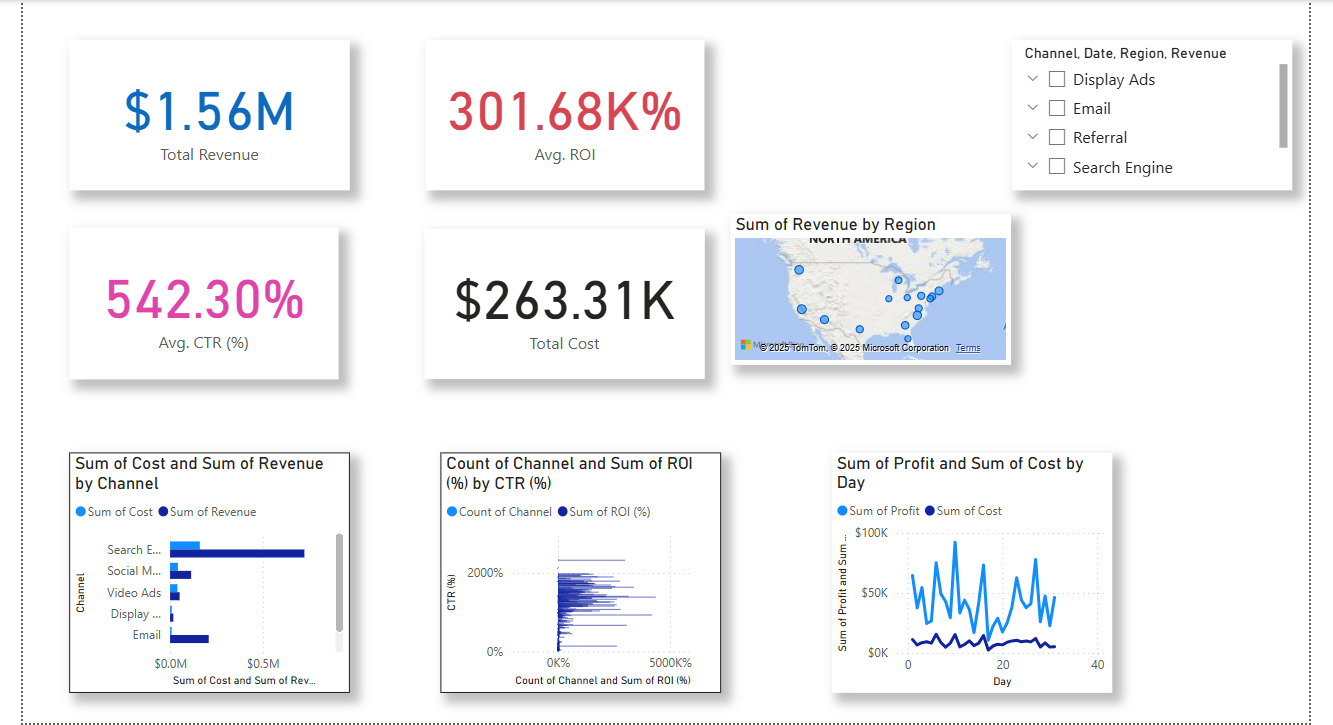 $1.56M
Total Revenue
301.68K%
Avg. ROI
Channel, Date, Region, Revenue
Display Ads
Email
Referral
Search Engine
542.30%
Avg. CTR (%)
$263.31K
Total Cost
Sum of Revenue by Region
NORTH AMERICA
© 2025 TomTom, © 2025 Microsoft Corporation Terms
Sum of Cost and Sum of Revenue
by Channel
Sum of Cost Sum of Revenue
Channel
Search E...
Social M...
Video Ads
Display ...
Email
$0.0M $0.5M
Sum of Cost and Sum of Rev...
Count of Channel and Sum of ROI
(%) by CTR (%)
Count of Channel Sum of ROI (%)
CTR (%)
2000%
0%
0K% 5000K%
Count of Channel and Sum of ROI (%)
Sum of Profit and Sum of Cost by
Day
Sum of Profit Sum of Cost
Sum of Profit and Sum ...
$100K
$50K
$0K
0 20 40
Day